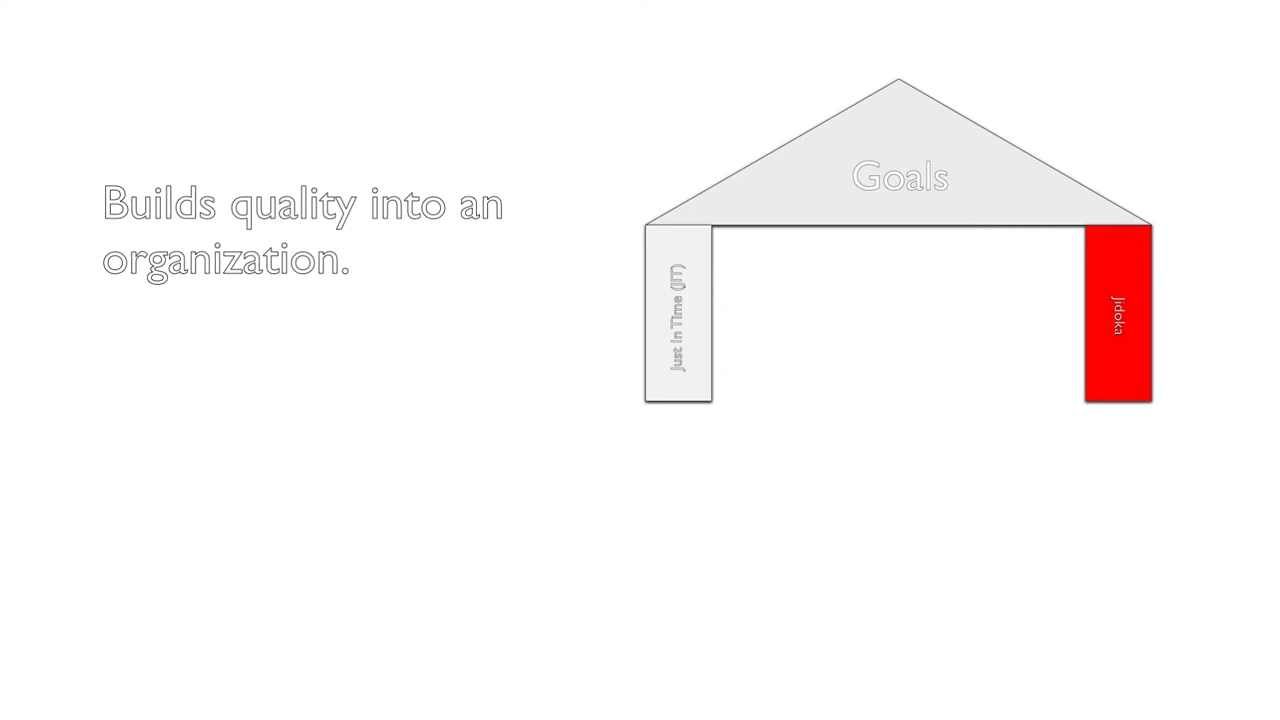 Builds quality into an
organization.
Goals
Just In Time (JIT)
Jidoka